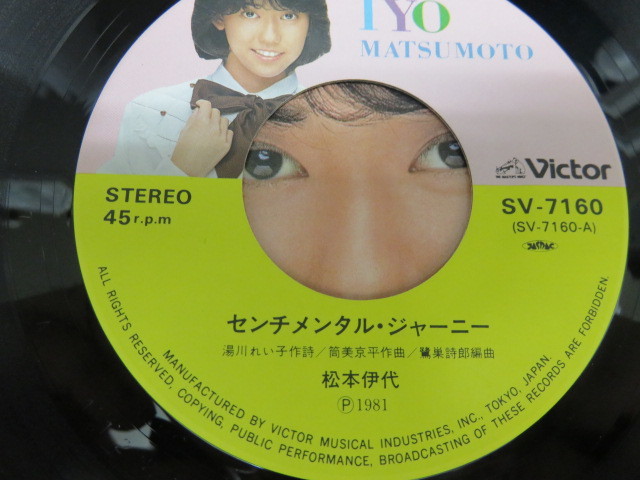 IYO
MATSUMOTO
Victor
STEREO
45 r.p.m
SV-7160
(SV-7160-A)
センチメンタル・ジャーニー
湯川れい子作詩/筒美京平作曲/鷺巣詩郎編曲
松本伊代
Ⓟ1981
ALL RIGHTS RESERVED, COPYING, PUBLIC PERFORMANCE, BROADCASTING OF THESE RECORDS ARE FORBIDDEN.
MANUFACTURED BY VICTOR MUSICAL INDUSTRIES, INC., TOKYO, JAPAN.